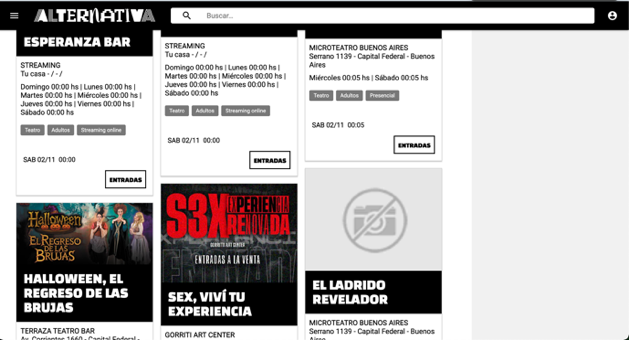 ALTERNATIVA
Buscar...
ESPERANZA BAR
STREAMING
Tu casa - / - /
Domingo 00:00 hs | Lunes 00:00 hs |
Martes 00:00 hs | Miércoles 00:00 hs |
Jueves 00:00 hs | Viernes 00:00 hs |
Sábado 00:00 hs
Teatro
Adultos
Streaming online
SAB 02/11 00:00
ENTRADAS
Halloween
EL REGRESO DE LAS
BRUJAS
HALLOWEEN, EL
REGRESO DE LAS
BRUJAS
TERRAZA TEATRO BAR
Av. Corrientes 1660 - Capital Federal -
STREAMING
Tu casa - / - /
Domingo 00:00 hs | Lunes 00:00 hs |
Martes 00:00 hs | Miércoles 00:00 hs |
Jueves 00:00 hs | Viernes 00:00 hs |
Sábado 00:00 hs
Teatro
Adultos
Streaming online
SAB 02/11 00:00
ENTRADAS
S3X EXPERIENCIA
RENOVADA
GORRITI ART CENTER
ENTRADAS A LA VENTA
SEX, VIVÍ TU
EXPERIENCIA
GORRITI ART CENTER
MICROTEATRO BUENOS AIRES
Serrano 1139 - Capital Federal - Buenos
Aires
Miércoles 00:05 hs | Sábado 00:05 hs
Teatro
Adultos
Presencial
SAB 02/11 00:05
ENTRADAS
EL LADRIDO
REVELADOR
MICROTEATRO BUENOS AIRES
Serrano 1139 - Capital Federal - Buenos
Aires